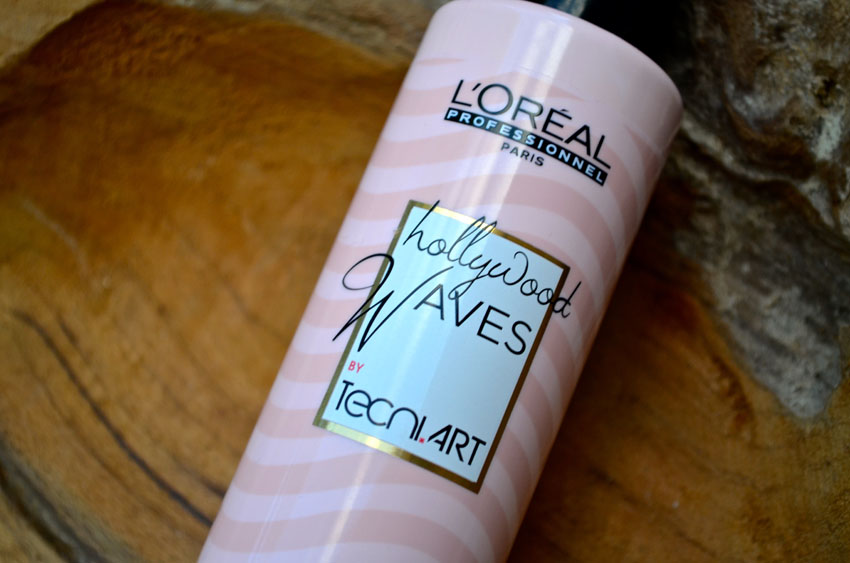 L'ORÉAL
PROFESSIONNEL
PARIS
hollywood
WAVES
BY
Tecni.ART